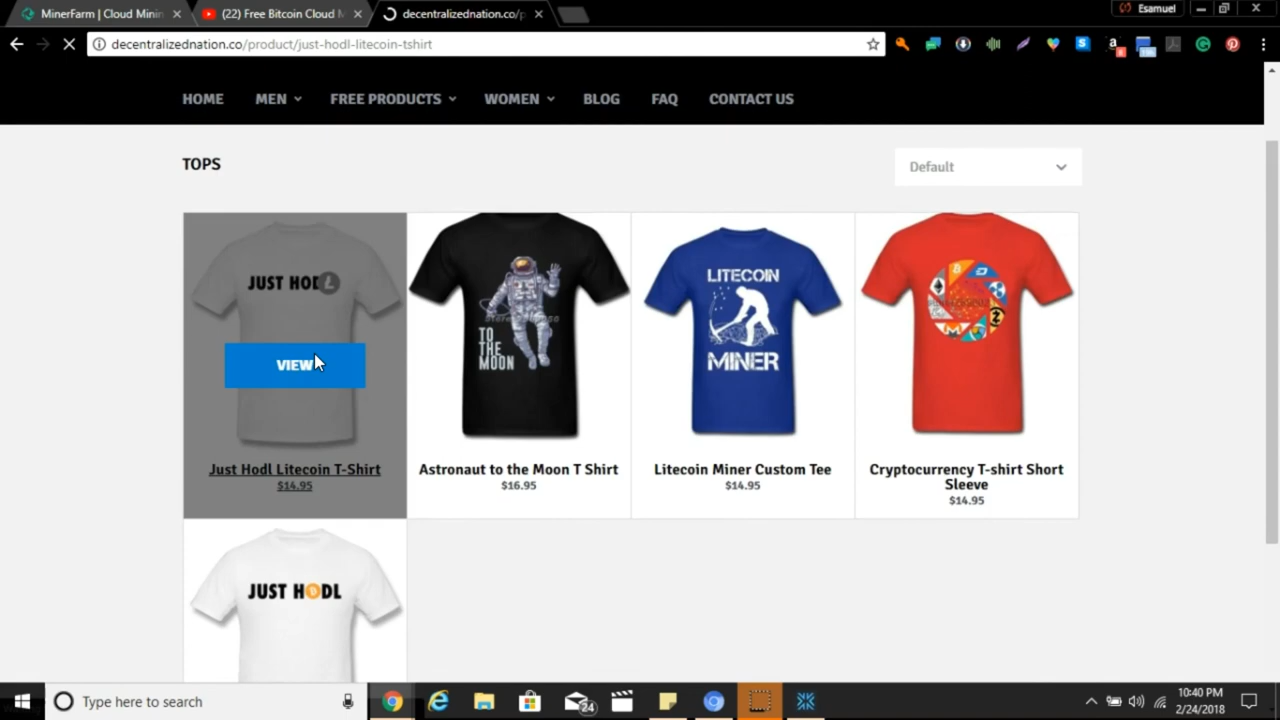 MinerFarm | Cloud Minin
(22) Free Bitcoin Cloud M
decentralizednation.co/p
Esamuel
decentralizednation.co/product/just-hodl-litecoin-tshirt
HOME MEN FREE PRODUCTS WOMEN BLOG FAQ CONTACT US
TOPS
Default
JUST HODL
VIEW
Just Hodl Litecoin T-Shirt
$14.95
TO
THE
MOON
Astronaut to the Moon T Shirt
$16.95
LITECOIN
MINER
Litecoin Miner Custom Tee
$14.95
Cryptocurrency T-shirt Short
Sleeve
$14.95
JUST HODL
Type here to search
24
10:40 PM
2/24/2018